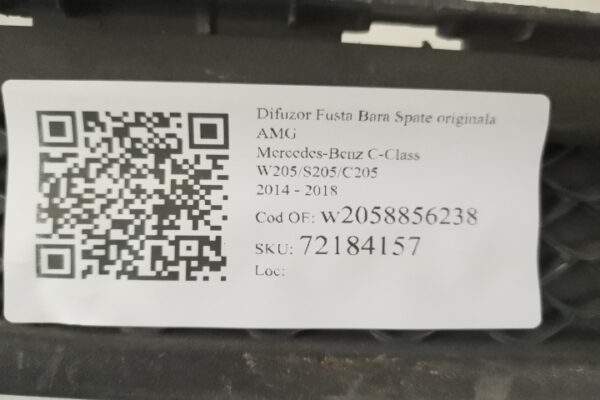 Difuzor Fusta Bara Spate originala
AMG
Mercedes-Benz C-Class
W205/S205/C205
2014 - 2018
Cod OE: W2058856238
SKU: 72184157
Loc: